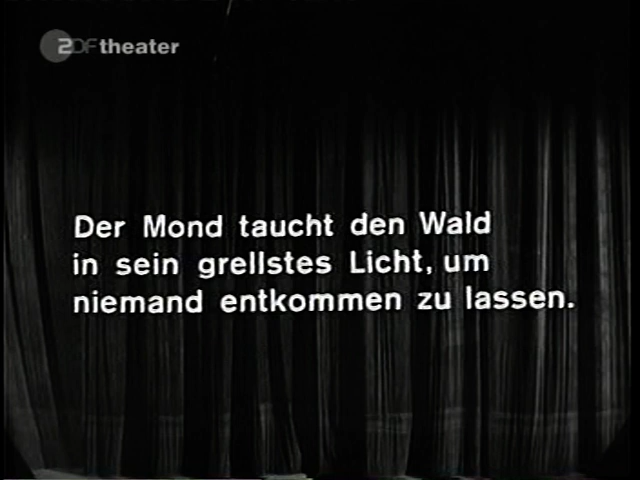 ZDFtheater
Der Mond taucht den Wald
in sein grellstes Licht, um
niemand entkommen zu lassen.